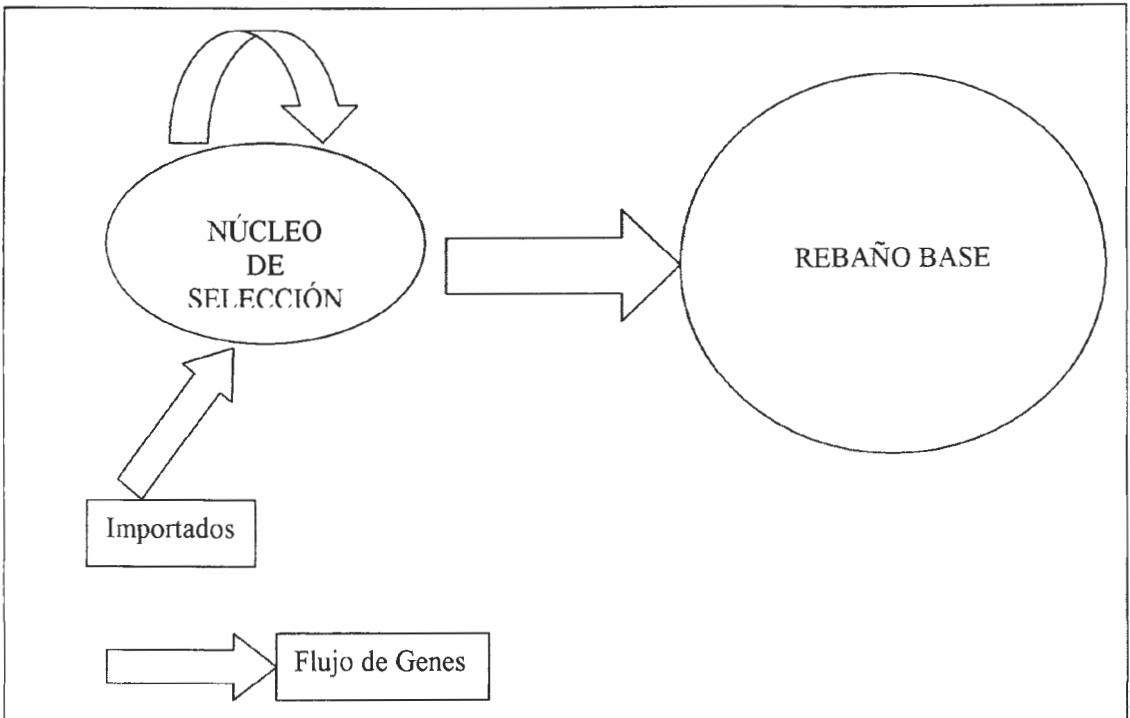 NÚCLEO
DE
SELECCIÓN
REBAÑO BASE
Importados
Flujo de Genes